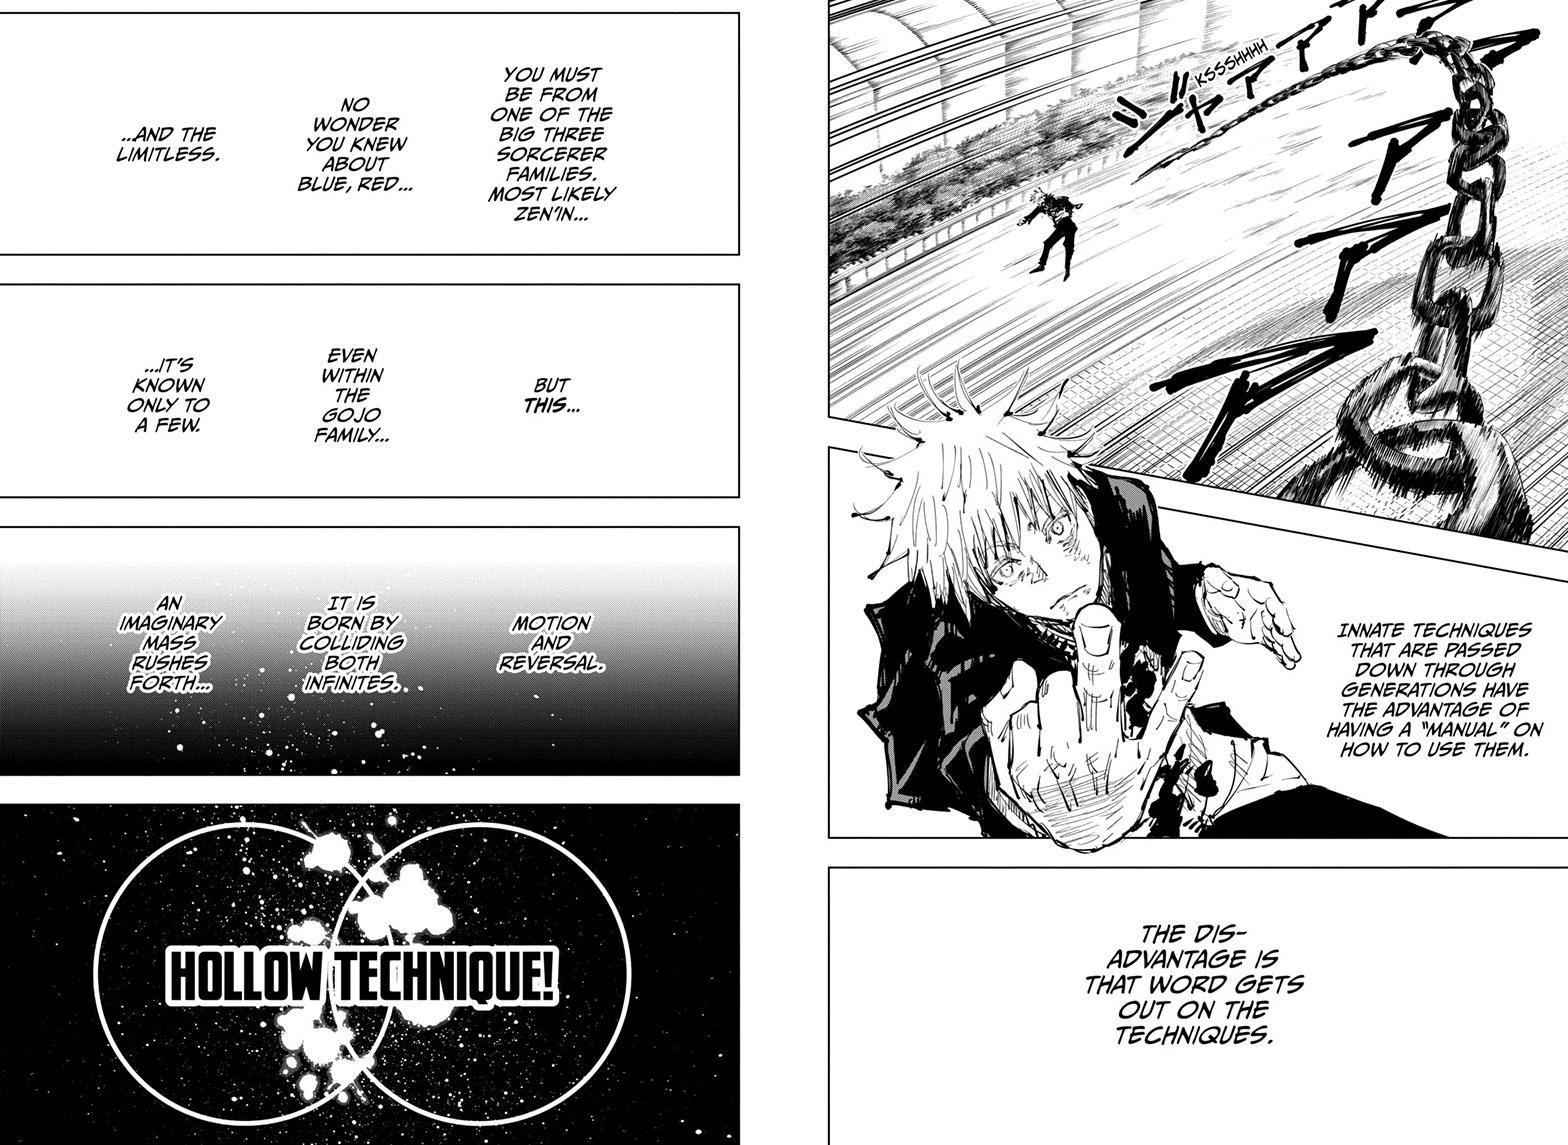 KSSSHHHH
ジャァァァァァァァ
INNATE TECHNIQUES
THAT ARE PASSED
DOWN THROUGH
GENERATIONS HAVE
THE ADVANTAGE OF
HAVING A "MANUAL" ON
HOW TO USE THEM.
THE DIS-
ADVANTAGE IS
THAT WORD GETS
OUT ON THE
TECHNIQUES.
YOU MUST
BE FROM
ONE OF THE
BIG THREE
SORCERER
FAMILIES.
MOST LIKELY
ZEN'IN...
NO
WONDER
YOU KNEW
ABOUT
BLUE, RED...
...AND THE
LIMITLESS.
BUT
THIS...
EVEN
WITHIN
THE
GOJO
FAMILY...
...IT'S
KNOWN
ONLY TO
A FEW.
MOTION
AND
REVERSAL.
IT IS
BORN BY
COLLIDING
BOTH
INFINITES.
AN
IMAGINARY
MASS
RUSHES
FORTH...
HOLLOW TECHNIQUE!